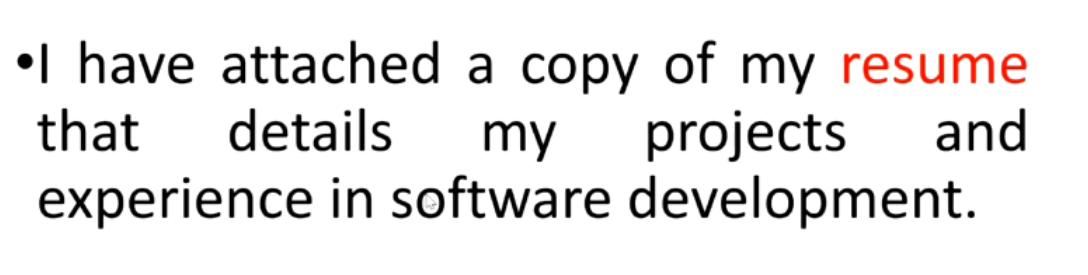 •I have attached a copy of my resume
that details my projects and
experience in software development.